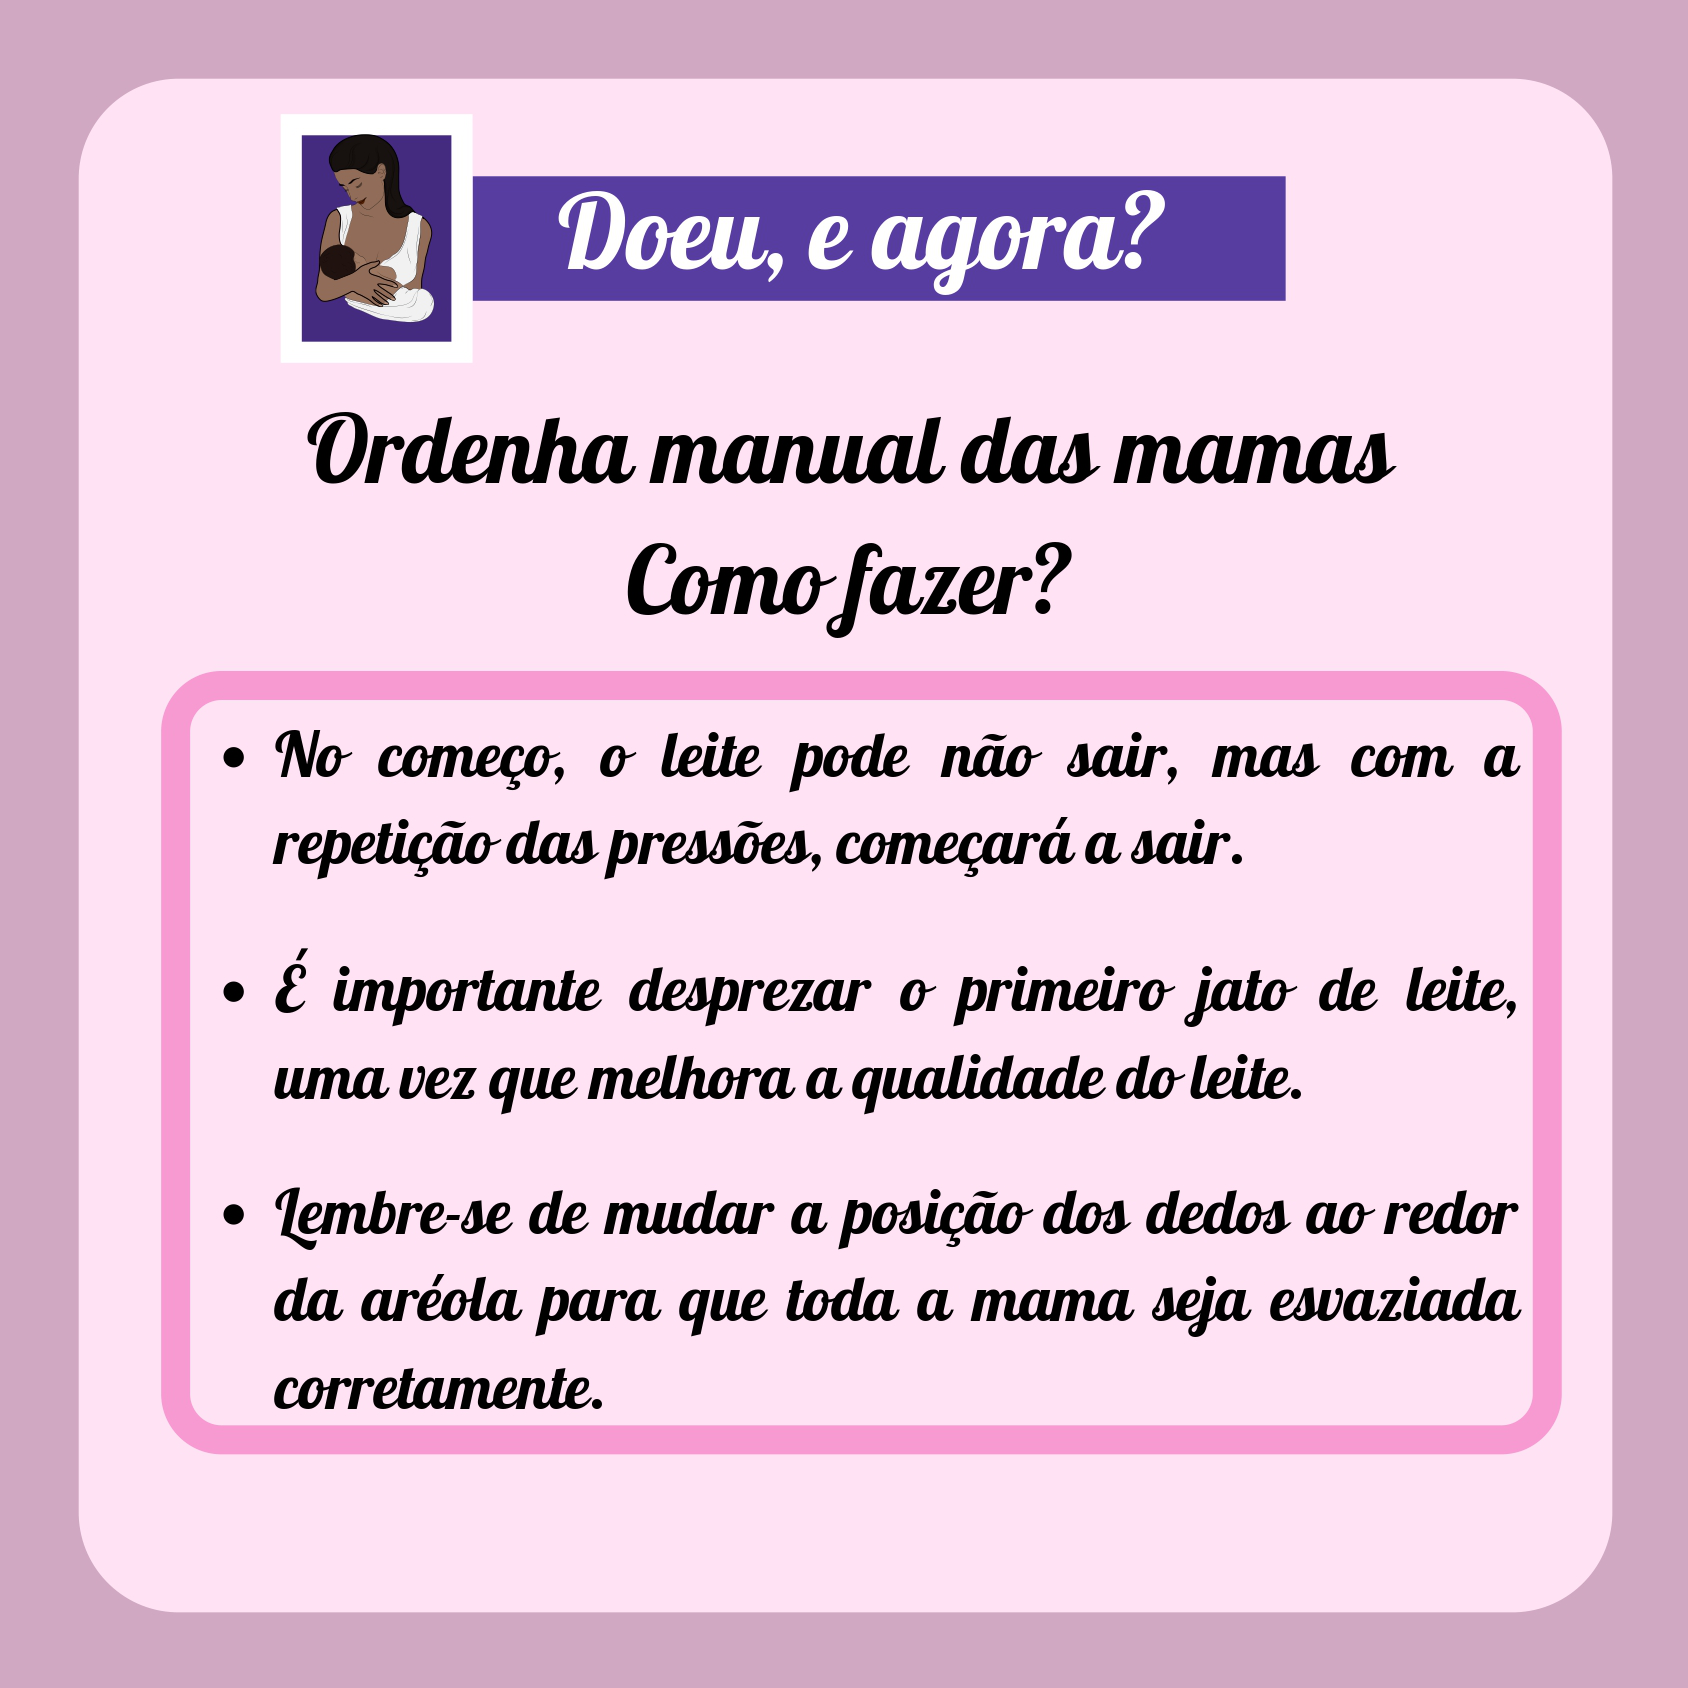 Doeu, e agora?
Ordenha manual das mamas
Como fazer?
• No começo, o leite pode não sair, mas com a
repetição das pressões, começará a sair.
• É importante desprezar o primeiro jato de leite,
uma vez que melhora a qualidade do leite.
• Lembre-se de mudar a posição dos dedos ao redor
da aréola para que toda a mama seja esvaziada
corretamente.